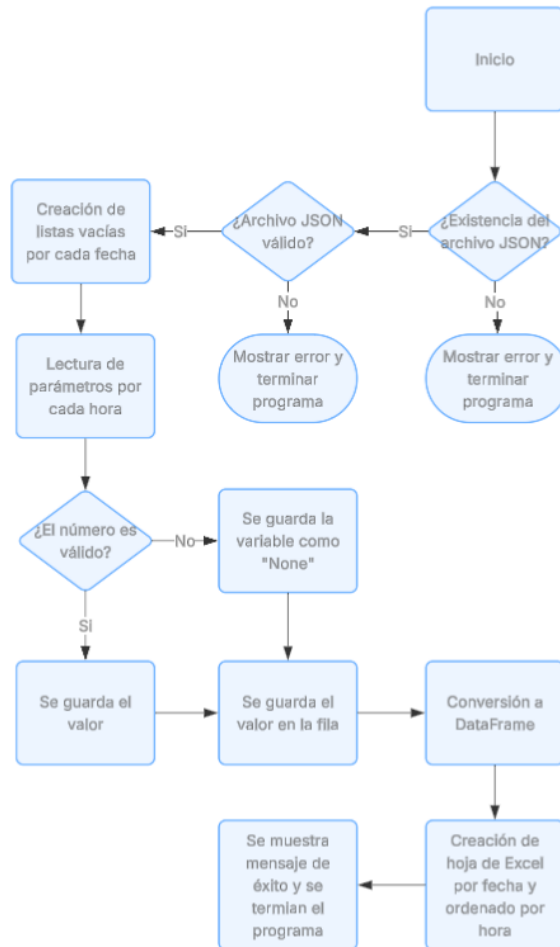 Inicio
¿Existencia del
archivo JSON?
Si
¿Archivo JSON
válido?
Si
Creación de
listas vacías
por cada fecha
No
No
Mostrar error y
terminar
programa
Mostrar error y
terminar
programa
Lectura de
parámetros por
cada hora
¿El número es
válido?
No
Se guarda la
variable como
"None"
Si
Se guarda el
valor
Se guarda el
valor en la fila
Conversión a
DataFrame
Creación de
hoja de Excel
por fecha y
ordenado por
hora
Se muestra
mensaje de
éxito y se
termian el
programa